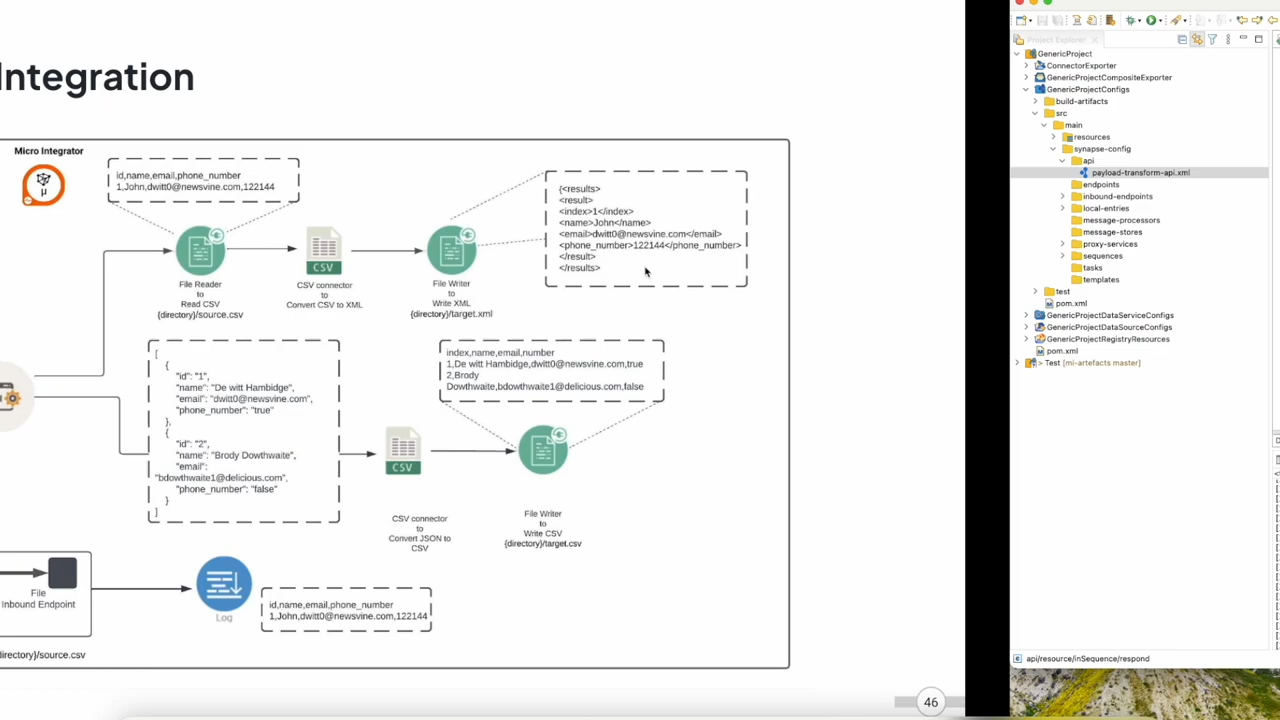 Integration
Micro Integrator
µ
id,name,email,phone_number
1,John,dwitt0@newsvine.com,122144
File Reader
to
Read CSV
{directory}/source.csv
CSV
CSV connector
to
Convert CSV to XML
File Writer
to
Write XML
{directory}/target.xml
{<results>
<result>
<index>1</index>
<name>John</name>
<email>dwitt0@newsvine.com</email>
<phone_number>122144</phone_number>
</result>
</results>
[
{
"id": "1",
"name": "De witt Hambidge",
"email": "dwitt0@newsvine.com",
"phone_number": "true"
},
{
"id": "2",
"name": "Brody Dowthwaite",
"email":
"bdowthwaite1@delicious.com",
"phone_number": "false"
}
]
CSV
CSV connector
to
Convert JSON to
CSV
index,name,email,number
1,De witt Hambidge,dwitt0@newsvine.com,true
2,Brody
Dowthwaite,bdowthwaite1@delicious.com,false
File Writer
to
Write CSV
{directory}/target.csv
File
Inbound Endpoint
irectory}/source.csv
Log
id,name,email,phone_number
1,John,dwitt0@newsvine.com,122144
46
Project Explorer
GenericProject
ConnectorExporter
GenericProjectCompositeExporter
GenericProjectConfigs
build-artifacts
src
main
resources
synapse-config
api
payload-transform-api.xml
endpoints
inbound-endpoints
local-entries
message-processors
message-stores
proxy-services
sequences
tasks
templates
test
pom.xml
GenericProjectDataServiceConfigs
GenericProjectDataSourceConfigs
GenericProjectRegistryResources
pom.xml
> Test [mi-artefacts master]
api/resource/inSequence/respond